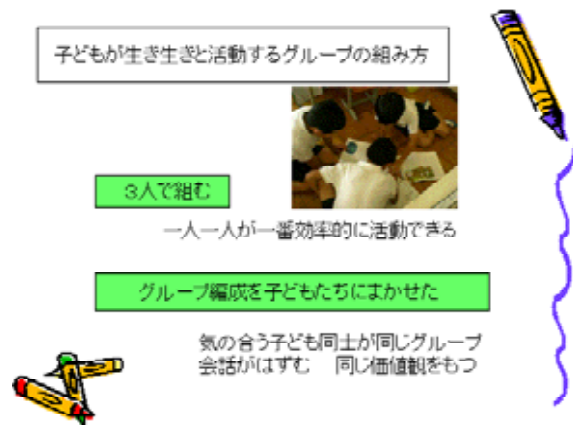 子どもが生き生きと活動するグループの組み方
3人で組む
一人一人が一番効率的に活動できる
グループ編成を子どもたちにまかせた
気の合う子ども同士が同じグループ
会話がはずむ　同じ価値観をもつ